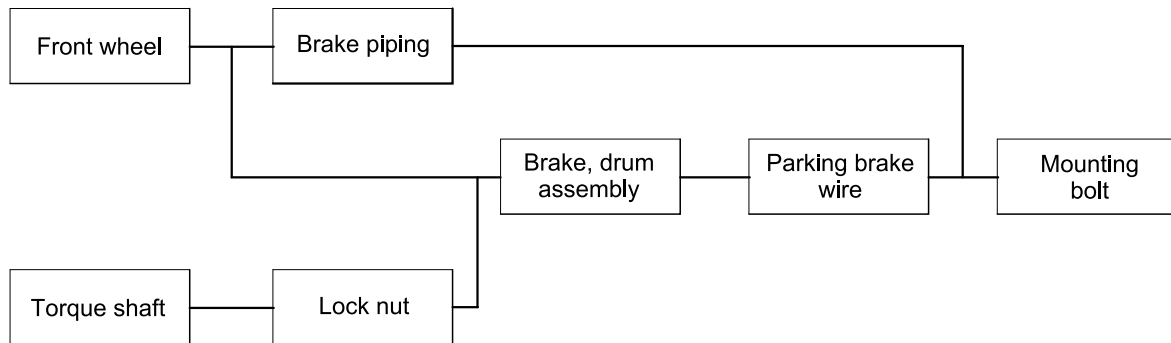 Front wheel
Brake piping
Brake, drum
assembly
Parking brake
wire
Mounting
bolt
Torque shaft
Lock nut